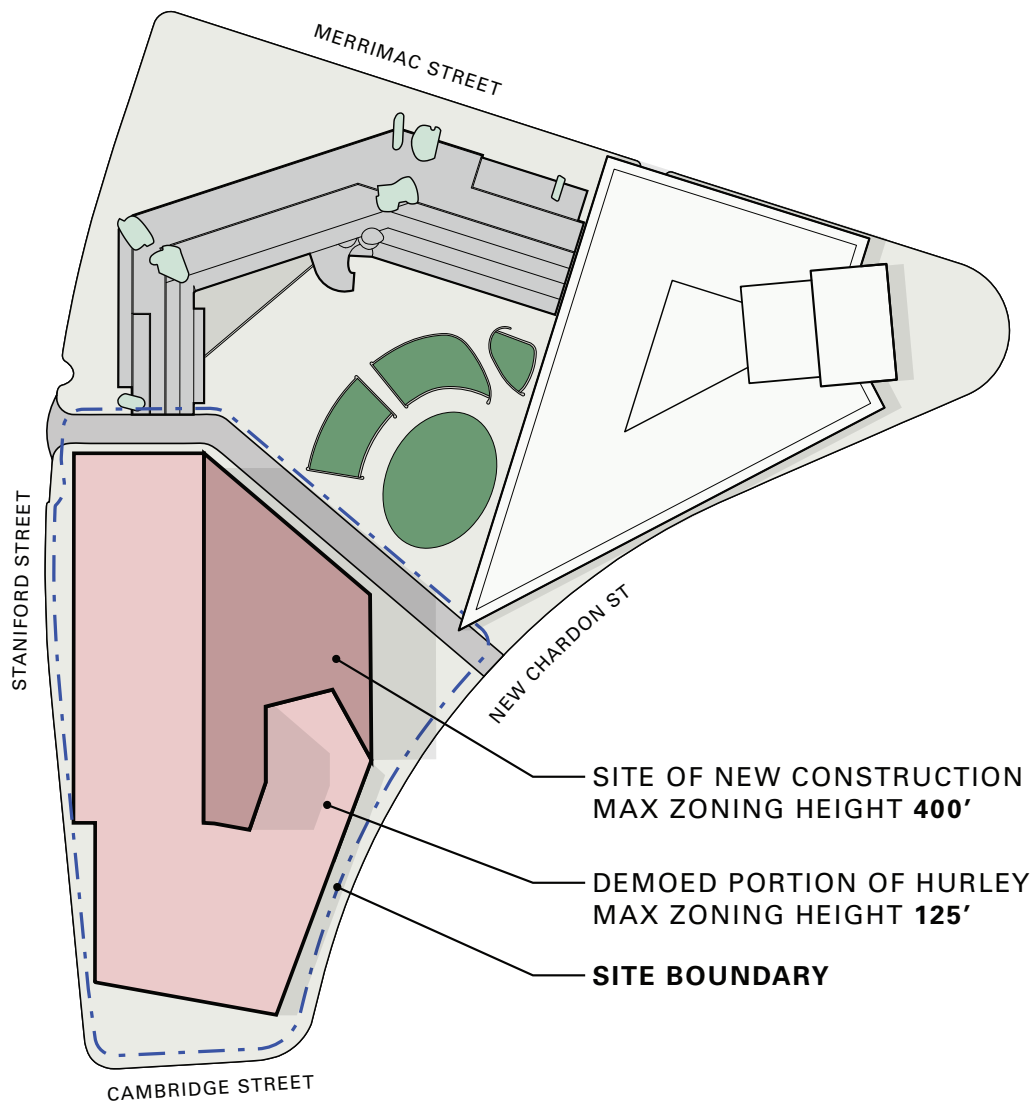 MERRIMAC STREET
STANIFORD STREET
NEW CHARDON ST
SITE OF NEW CONSTRUCTION
MAX ZONING HEIGHT 400’
DEMOED PORTION OF HURLEY
MAX ZONING HEIGHT 125’
SITE BOUNDARY
CAMBRIDGE STREET